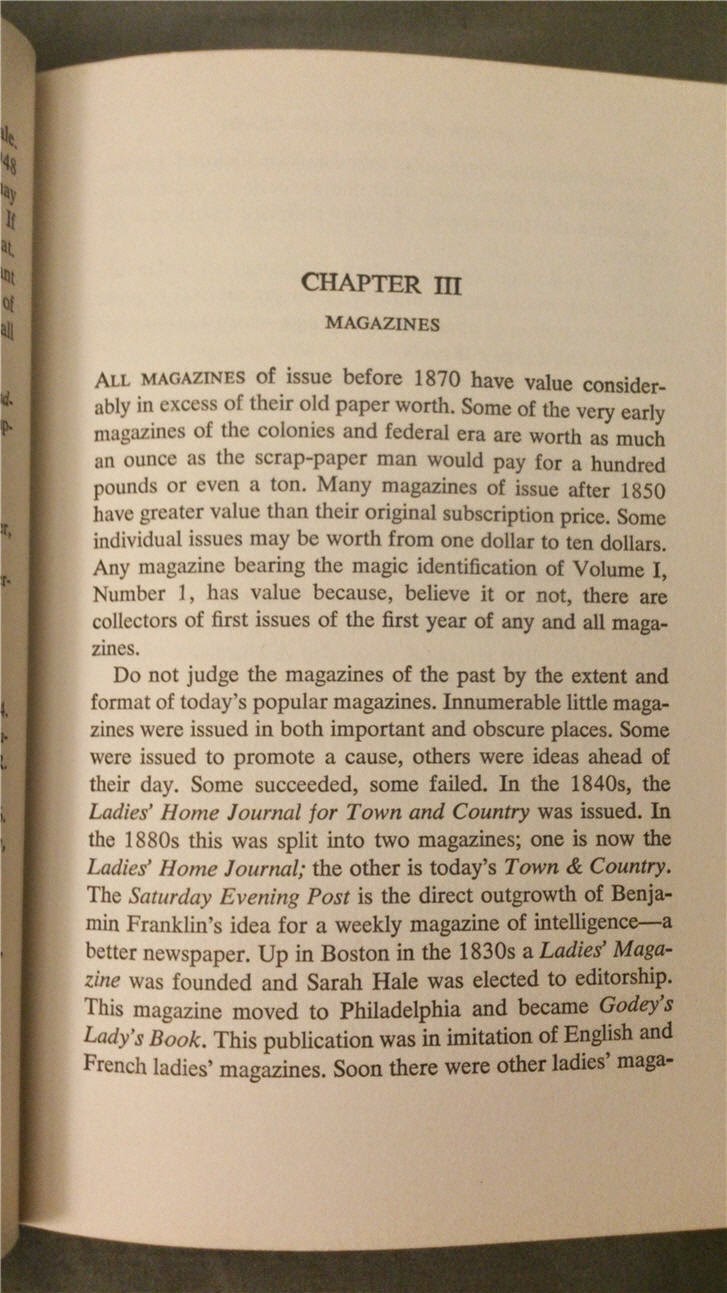 ale.
948
may
If
at.
int
of
all
CHAPTER III
MAGAZINES
ALL MAGAZINES of issue before 1870 have value consider-
ably in excess of their old paper worth. Some of the very early
magazines of the colonies and federal era are worth as much
an ounce as the scrap-paper man would pay for a hundred
pounds or even a ton. Many magazines of issue after 1850
have greater value than their original subscription price. Some
individual issues may be worth from one dollar to ten dollars.
Any magazine bearing the magic identification of Volume I,
Number 1, has value because, believe it or not, there are
collectors of first issues of the first year of any and all maga-
zines.
Do not judge the magazines of the past by the extent and
format of today's popular magazines. Innumerable little maga-
zines were issued in both important and obscure places. Some
were issued to promote a cause, others were ideas ahead of
their day. Some succeeded, some failed. In the 1840s, the
Ladies' Home Journal for Town and Country was issued. In
the 1880s this was split into two magazines; one is now the
Ladies' Home Journal; the other is today's Town & Country.
The Saturday Evening Post is the direct outgrowth of Benja-
min Franklin's idea for a weekly magazine of intelligence—a
better newspaper. Up in Boston in the 1830s a Ladies' Maga-
zine was founded and Sarah Hale was elected to editorship.
This magazine moved to Philadelphia and became Godey's
Lady's Book. This publication was in imitation of English and
French ladies' magazines. Soon there were other ladies' maga-